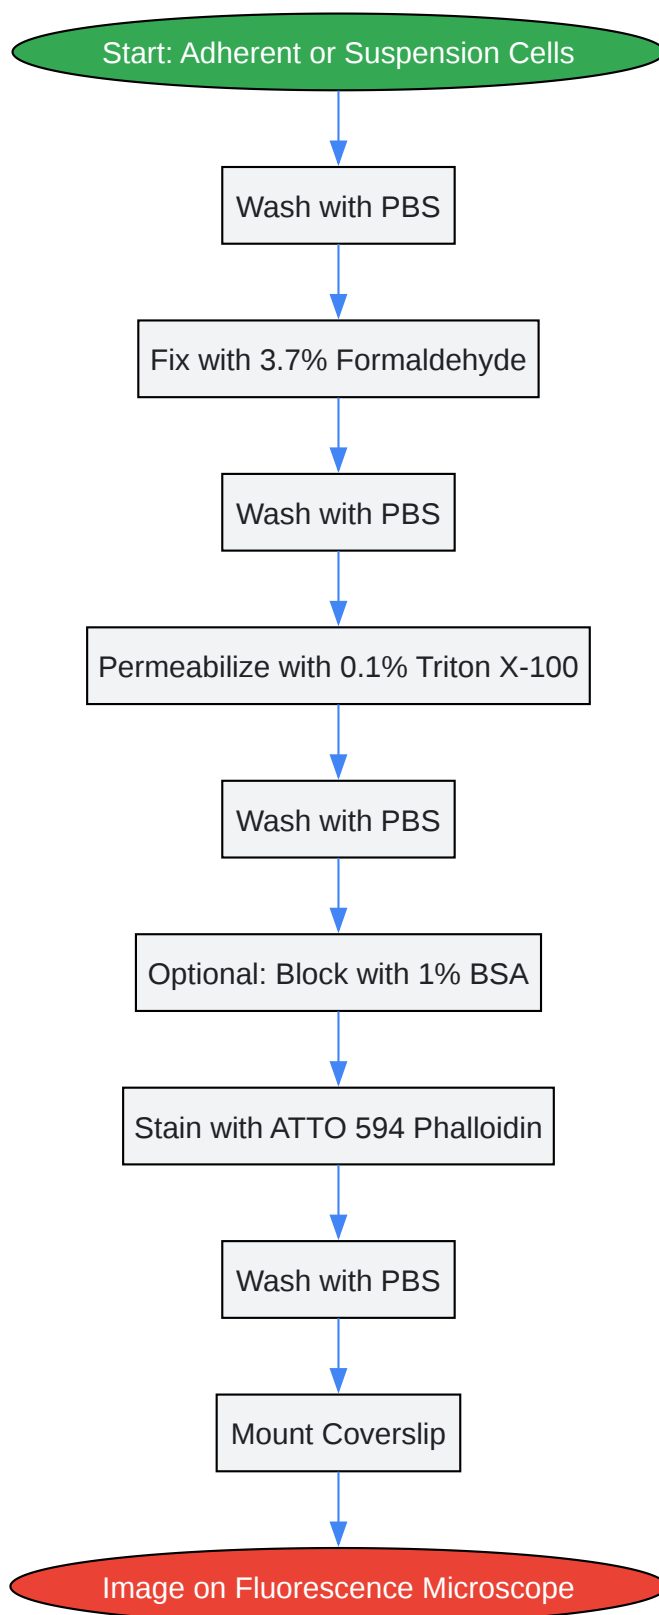 Start: Adherent or Suspension Cells
Wash with PBS
Fix with 3.7% Formaldehyde
Wash with PBS
Permeabilize with 0.1% Triton X-100
Wash with PBS
Optional: Block with 1% BSA
Stain with ATTO 594 Phalloidin
Wash with PBS
Mount Coverslip
Image on Fluorescence Microscope